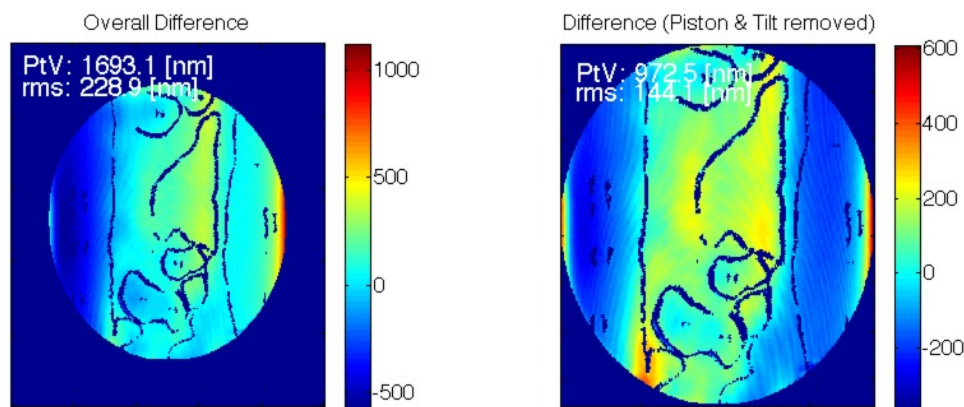 Overall Difference
PtV: 1693.1 [nm]
rms: 228.9 [nm]
1000
500
0
-500
Difference (Piston & Tilt removed)
PtV: 972.5 [nm]
rms: 144.1 [nm]
600
400
200
0
-200